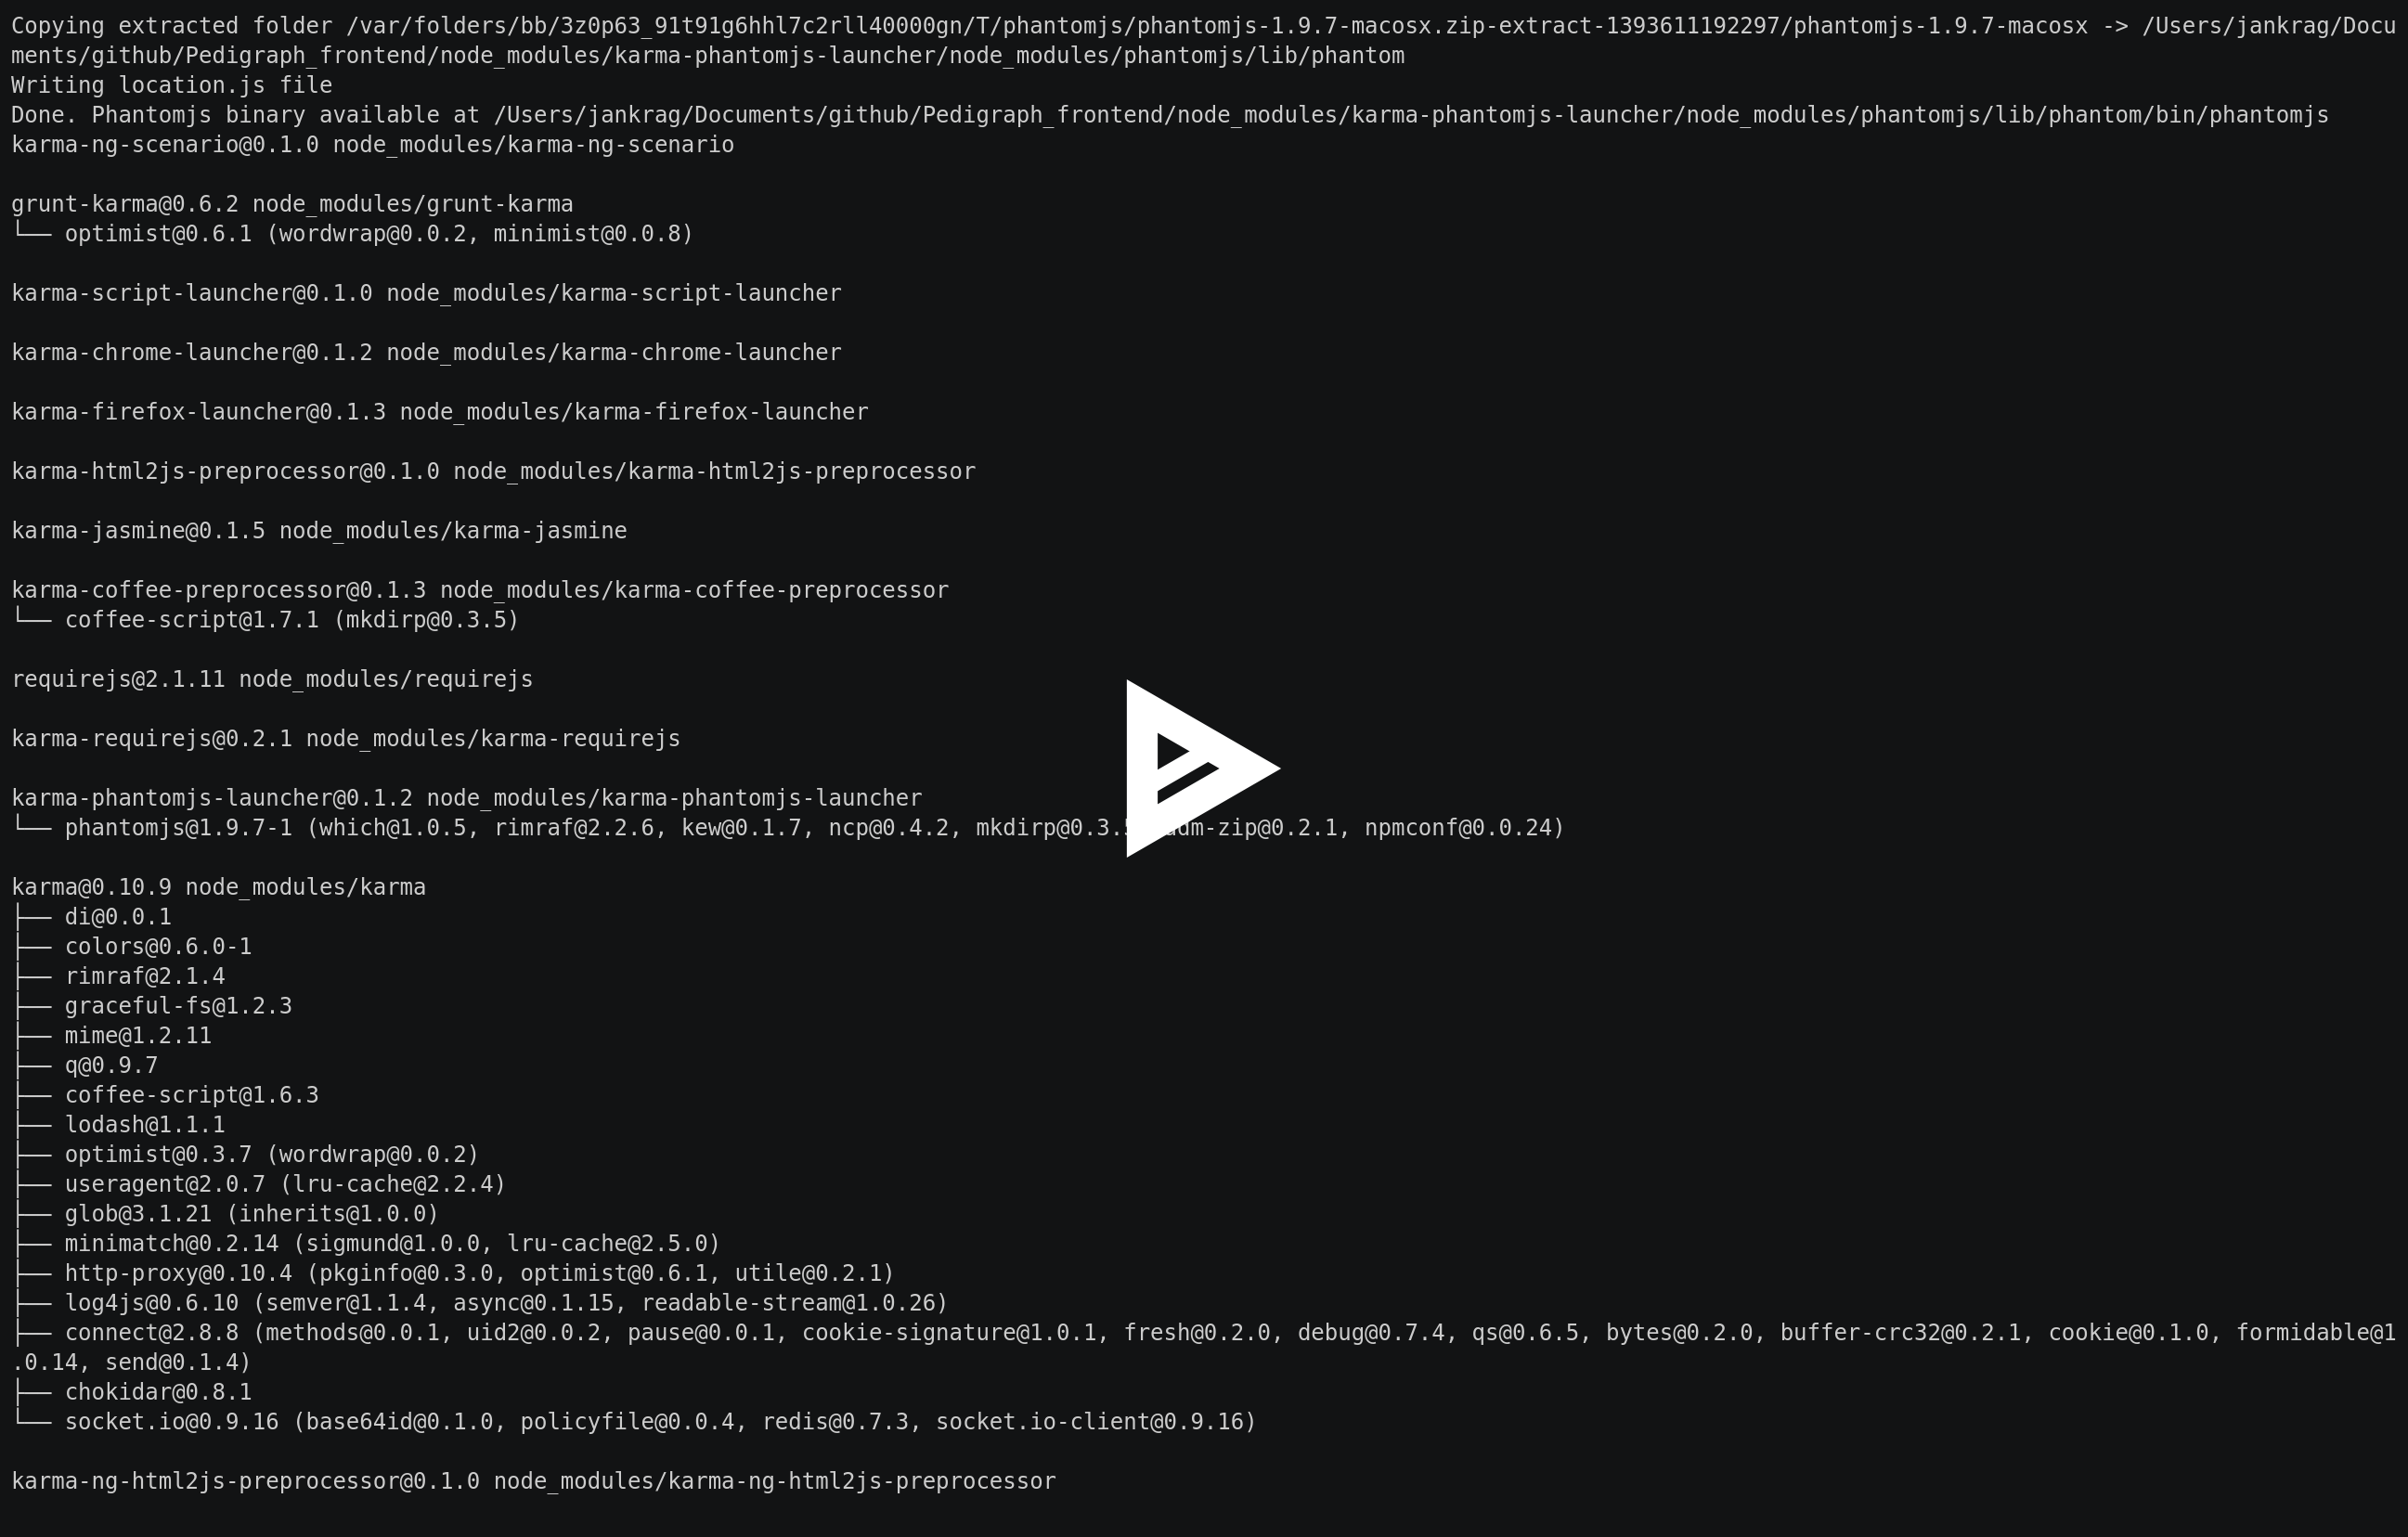 Copying extracted folder /var/folders/bb/3z0p63_91t91g6hhl7c2rll40000gn/T/phantomjs/phantomjs-1.9.7-macosx.zip-extract-1393611192297/phantomjs-1.9.7-macosx -> /Users/jankrag/Docu
ments/github/Pedigraph_frontend/node_modules/karma-phantomjs-launcher/node_modules/phantomjs/lib/phantom
Writing location.js file
Done. Phantomjs binary available at /Users/jankrag/Documents/github/Pedigraph_frontend/node_modules/karma-phantomjs-launcher/node_modules/phantomjs/lib/phantom/bin/phantomjs
karma-ng-scenario@0.1.0 node_modules/karma-ng-scenario
grunt-karma@0.6.2 node_modules/grunt-karma
└── optimist@0.6.1 (wordwrap@0.0.2, minimist@0.0.8)
karma-script-launcher@0.1.0 node_modules/karma-script-launcher
karma-chrome-launcher@0.1.2 node_modules/karma-chrome-launcher
karma-firefox-launcher@0.1.3 node_modules/karma-firefox-launcher
karma-html2js-preprocessor@0.1.0 node_modules/karma-html2js-preprocessor
karma-jasmine@0.1.5 node_modules/karma-jasmine
karma-coffee-preprocessor@0.1.3 node_modules/karma-coffee-preprocessor
└── coffee-script@1.7.1 (mkdirp@0.3.5)
requirejs@2.1.11 node_modules/requirejs
karma-requirejs@0.2.1 node_modules/karma-requirejs
karma-phantomjs-launcher@0.1.2 node_modules/karma-phantomjs-launcher
└── phantomjs@1.9.7-1 (which@1.0.5, rimraf@2.2.6, kew@0.1.7, ncp@0.4.2, npmconf@0.0.24)
karma@0.10.9 node_modules/karma
├── di@0.0.1
├── colors@0.6.0-1
├── rimraf@2.1.4
├── graceful-fs@1.2.3
├── mime@1.2.11
├── q@0.9.7
├── coffee-script@1.6.3
├── lodash@1.1.1
├── optimist@0.3.7 (wordwrap@0.0.2)
├── useragent@2.0.7 (lru-cache@2.2.4)
├── glob@3.1.21 (inherits@1.0.0)
├── minimatch@0.2.14 (sigmund@1.0.0, lru-cache@2.5.0)
├── http-proxy@0.10.4 (pkginfo@0.3.0, optimist@0.6.1, utile@0.2.1)
├── log4js@0.6.10 (semver@1.1.4, async@0.1.15, readable-stream@1.0.26)
├── connect@2.8.8 (methods@0.0.1, uid2@0.0.2, pause@0.0.1, cookie-signature@1.0.1, fresh@0.2.0, debug@0.7.4, qs@0.6.5, bytes@0.2.0, buffer-crc32@0.2.1, cookie@0.1.0, formidable@1
.0.14, send@0.1.4)
├── chokidar@0.8.1
└── socket.io@0.9.16 (base64id@0.1.0, policyfile@0.0.4, redis@0.7.3, socket.io-client@0.9.16)
karma-ng-html2js-preprocessor@0.1.0 node_modules/karma-ng-html2js-preprocessor